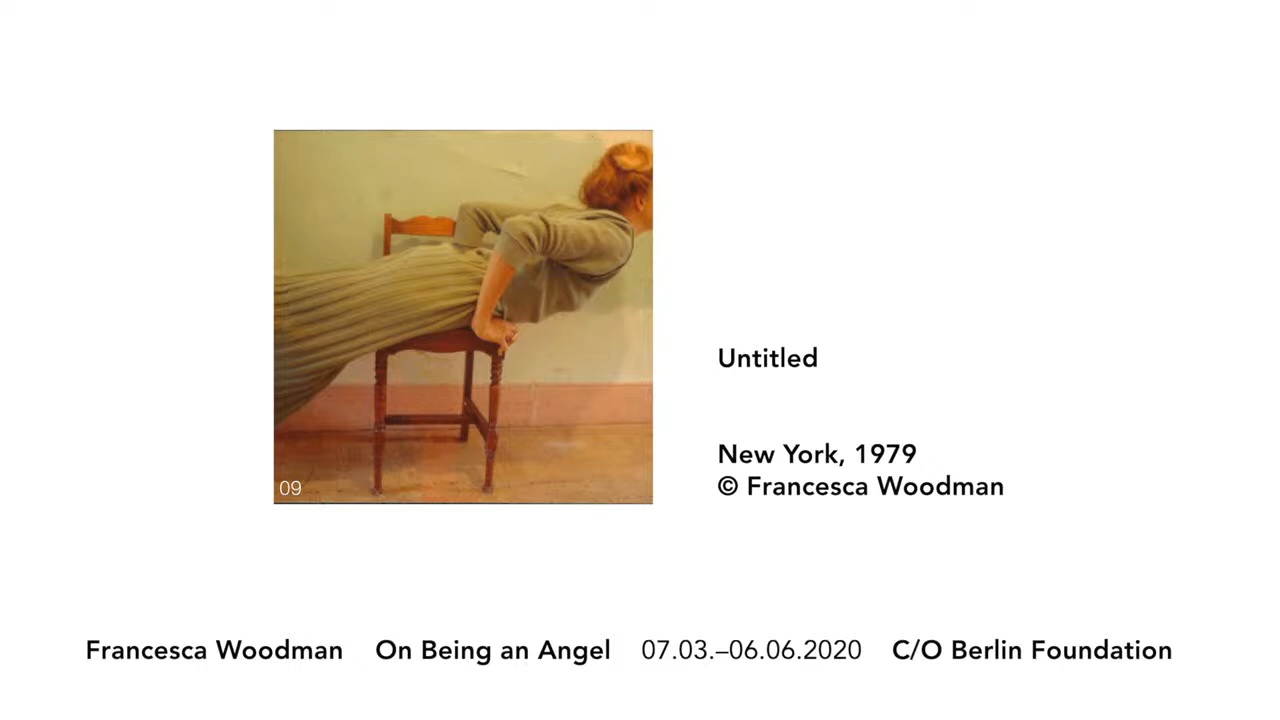 09
Untitled
New York, 1979
© Francesca Woodman
Francesca Woodman On Being an Angel 07.03.–06.06.2020 C/O Berlin Foundation